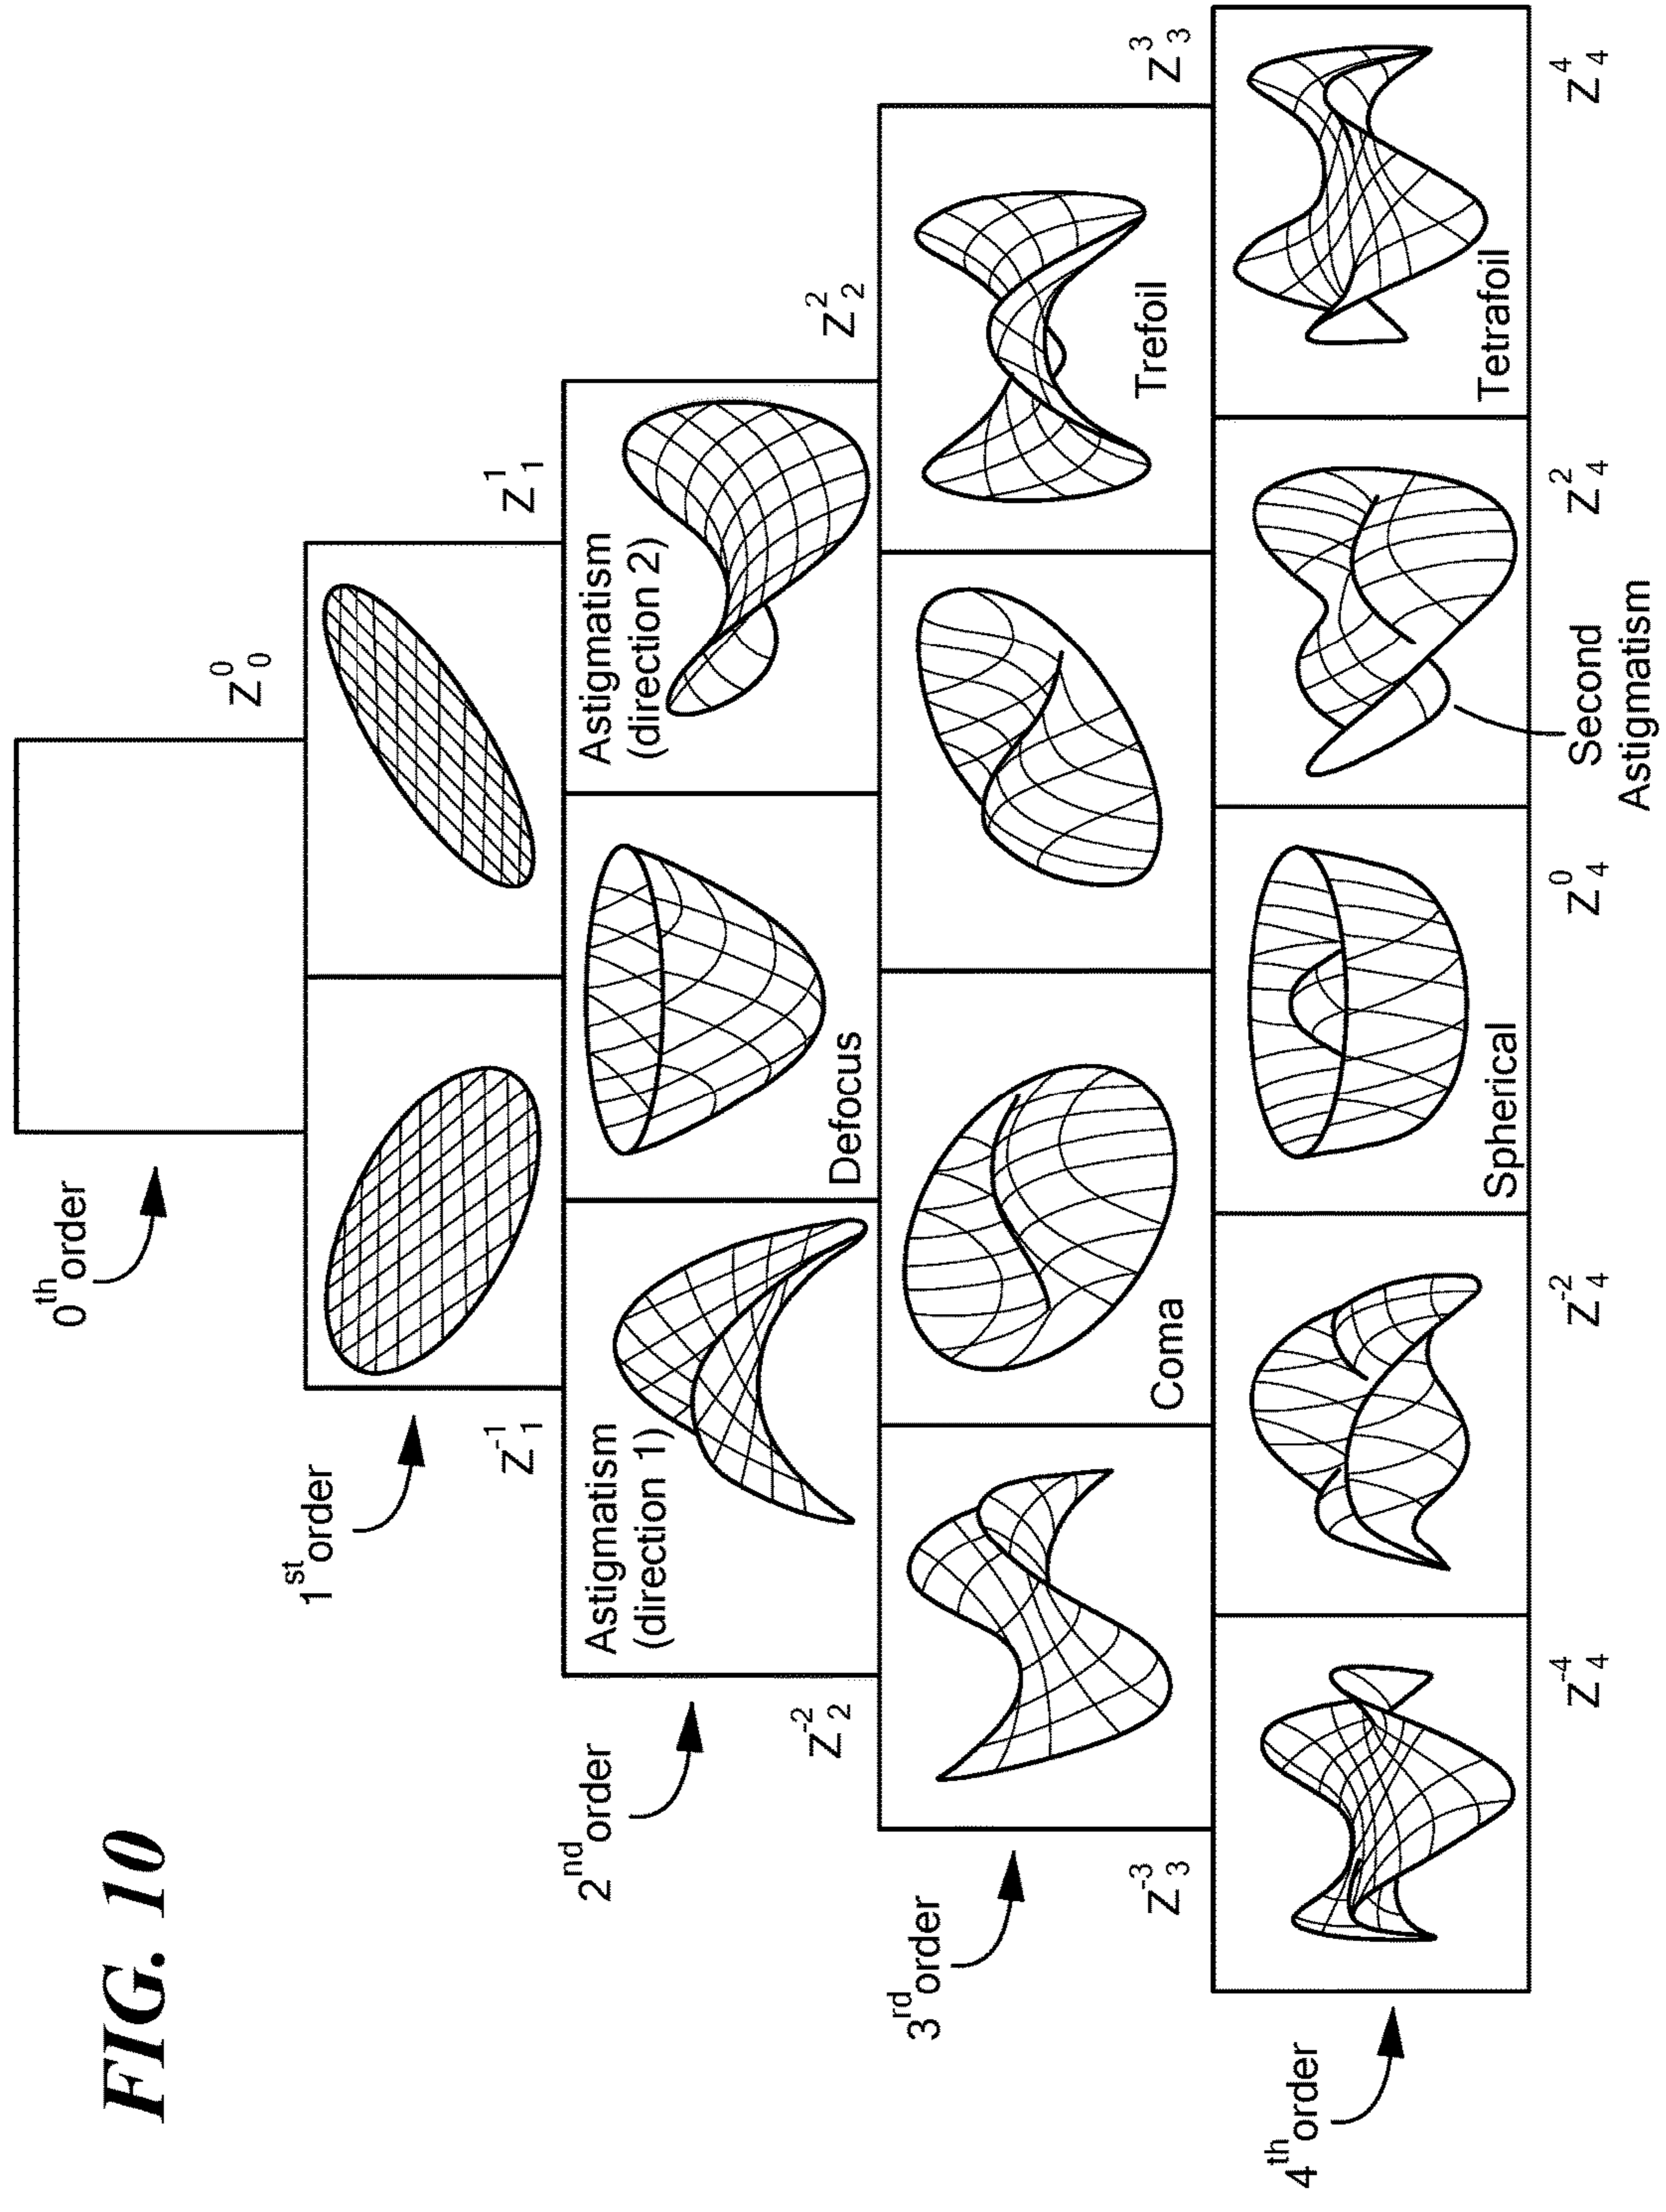 FIG. 10
0th order
Z00
1st order
Z1-1
Z11
2nd order
Astigmatism
(direction 1)
Defocus
Astigmatism
(direction 2)
Z2-2
Z22
3rd order
Coma
Trefoil
Z3-3
Z33
4th order
Spherical
Tetrafoil
Z4-4
Z4-2
Z40
Z42
Z44
Second
Astigmatism